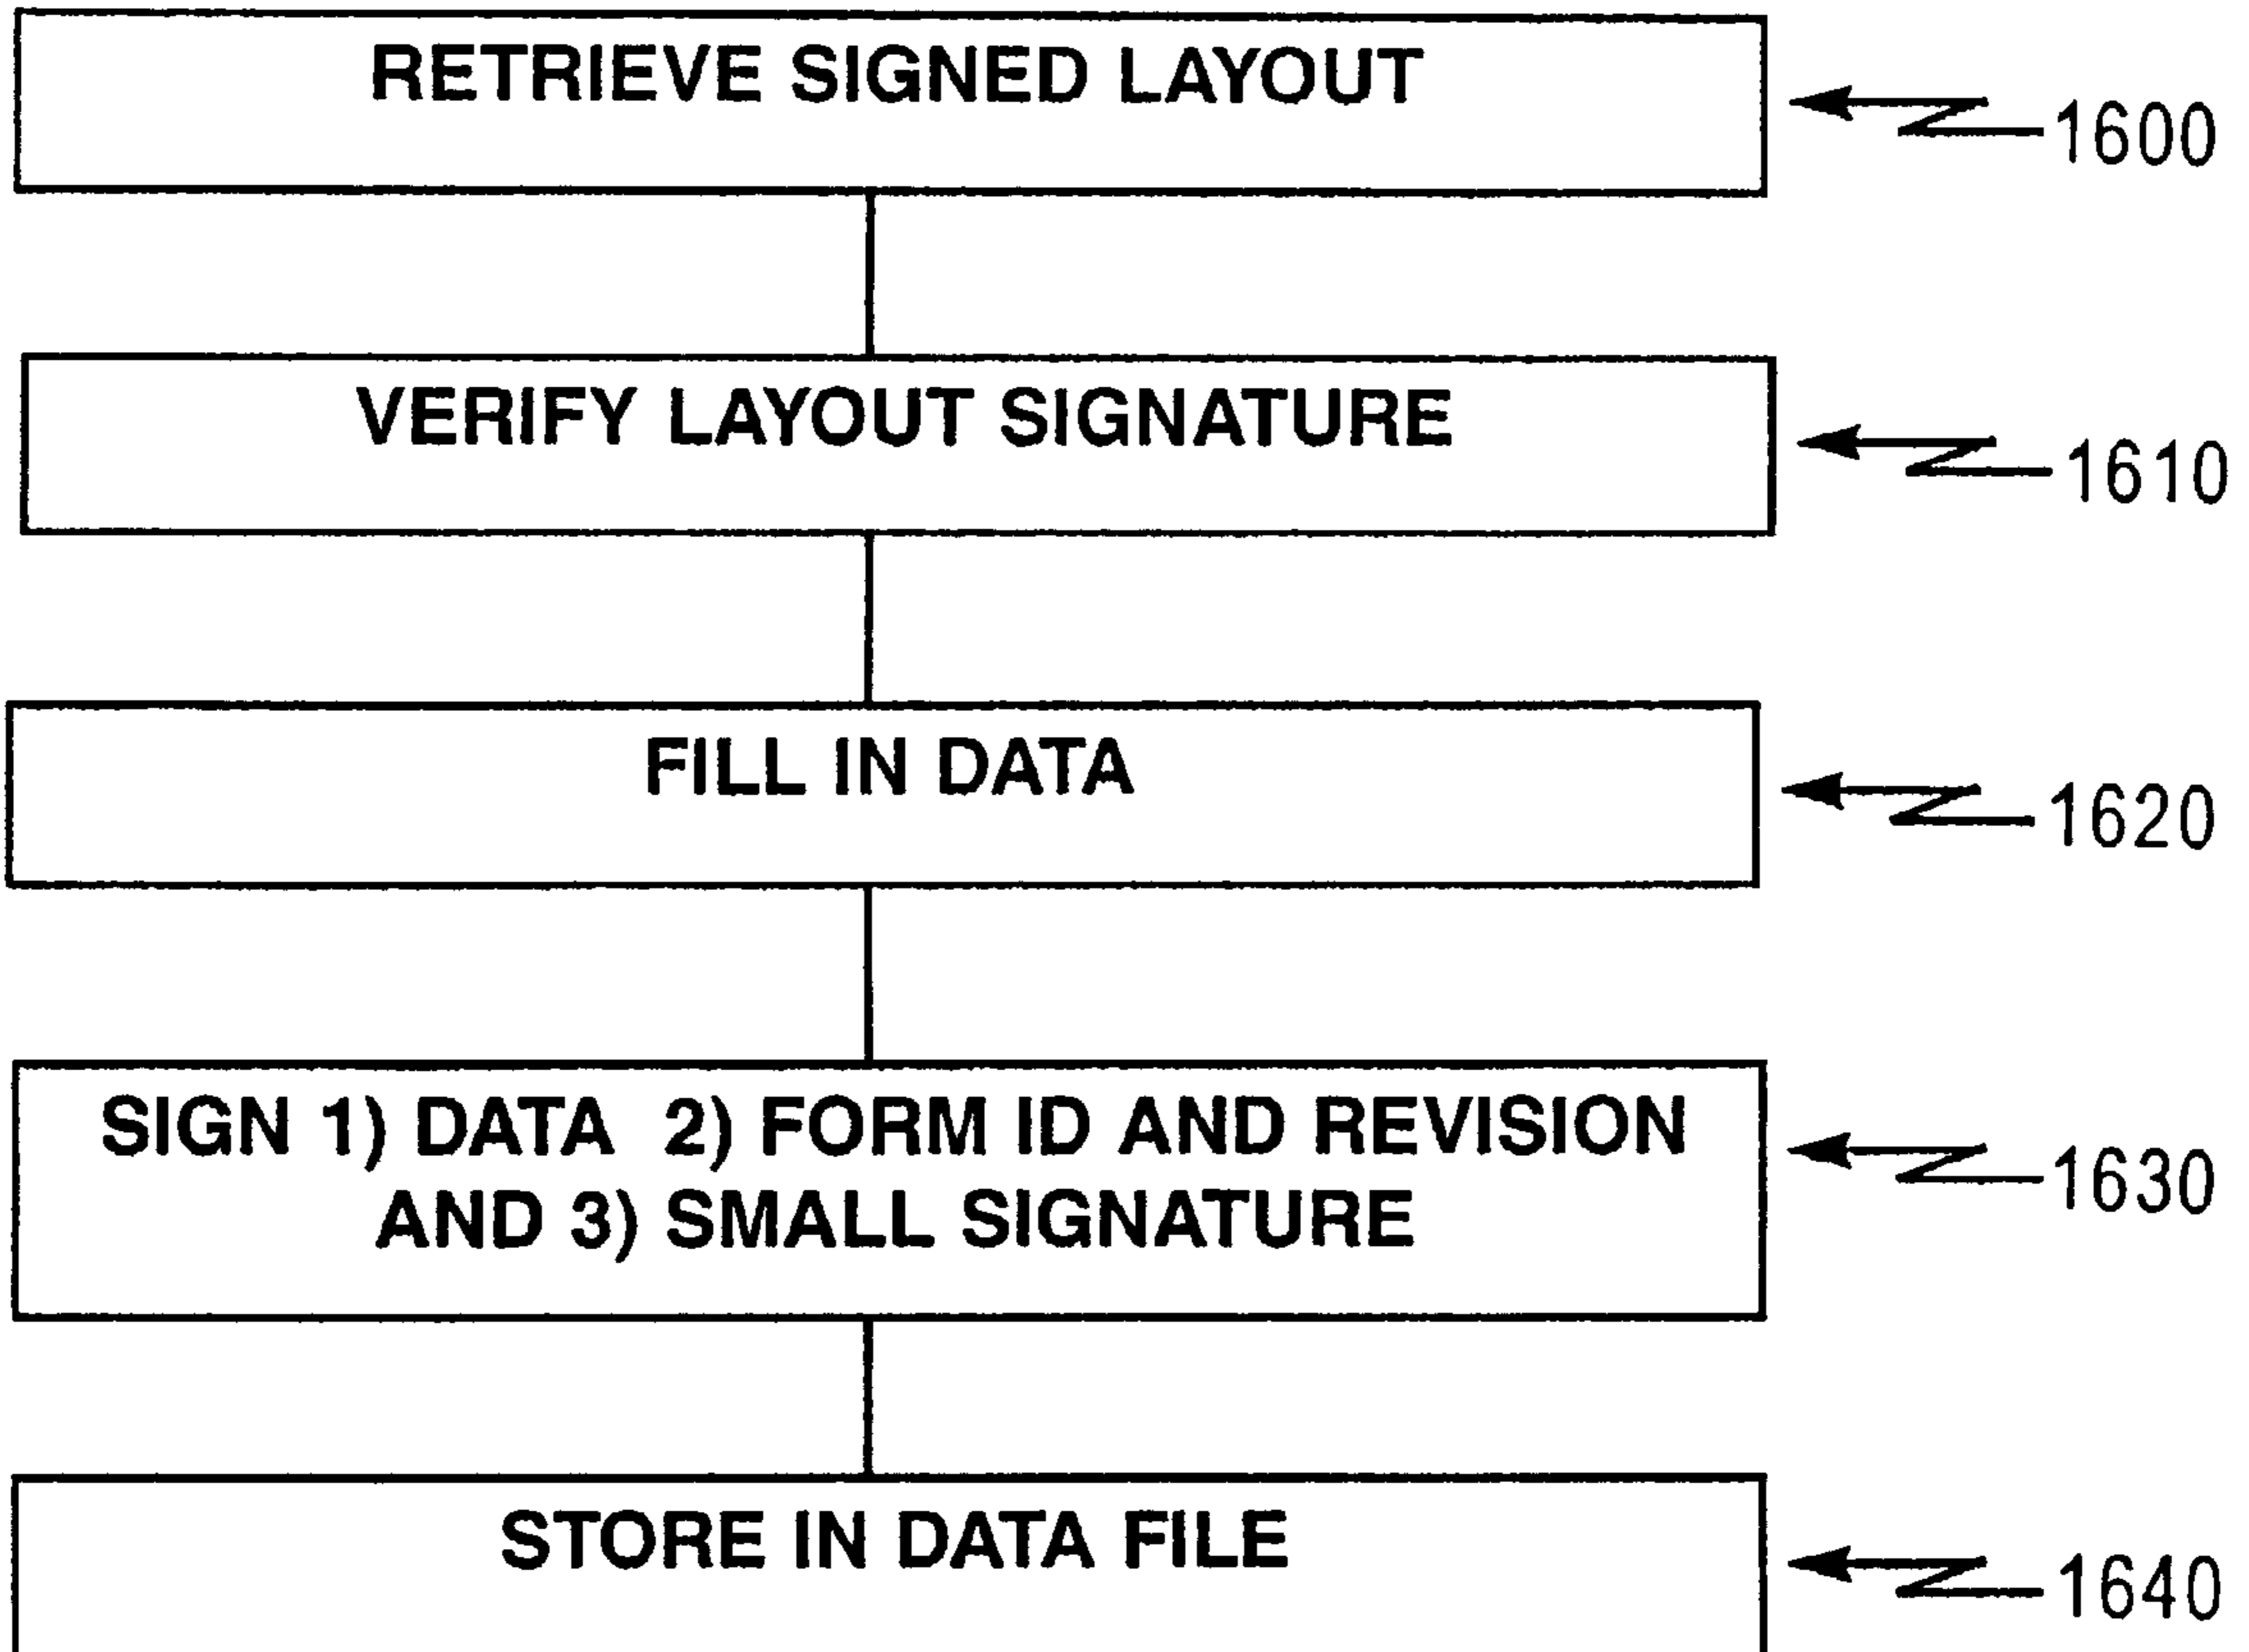 RETRIEVE SIGNED LAYOUT
1600
VERIFY LAYOUT SIGNATURE
1610
FILL IN DATA
1620
SIGN 1) DATA 2) FORM ID AND REVISION
AND 3) SMALL SIGNATURE
1630
STORE IN DATA FILE
1640